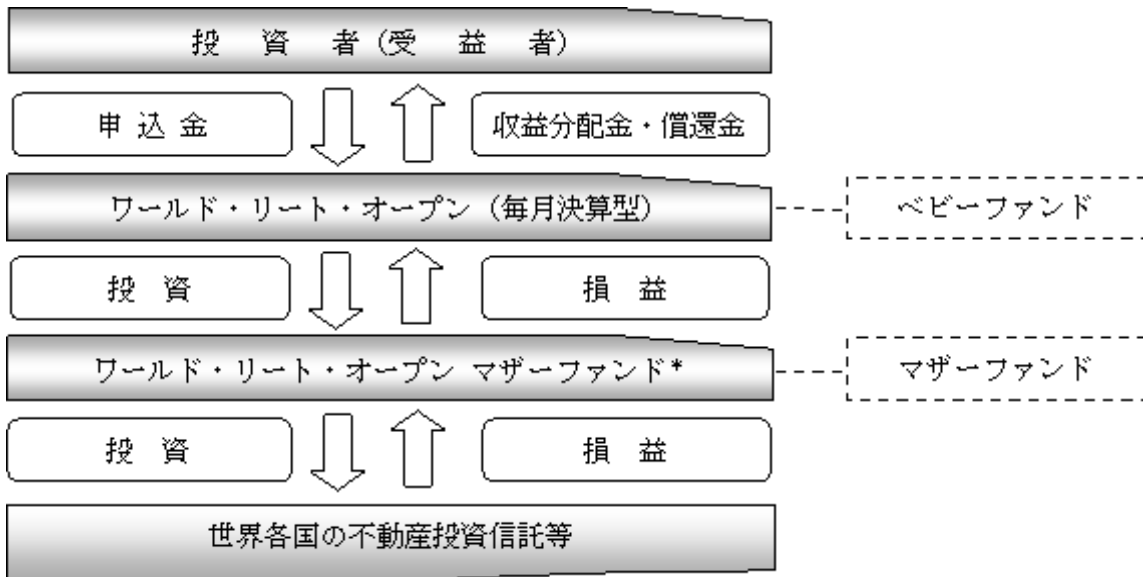 投 資 者（受 益 者）
申 込 金
収益分配金・償還金
ワールド・リート・オープン（毎月決算型）
ベビーファンド
投 資
損 益
ワールド・リート・オープン マザーファンド*
マザーファンド
投 資
損 益
世界各国の不動産投資信託等